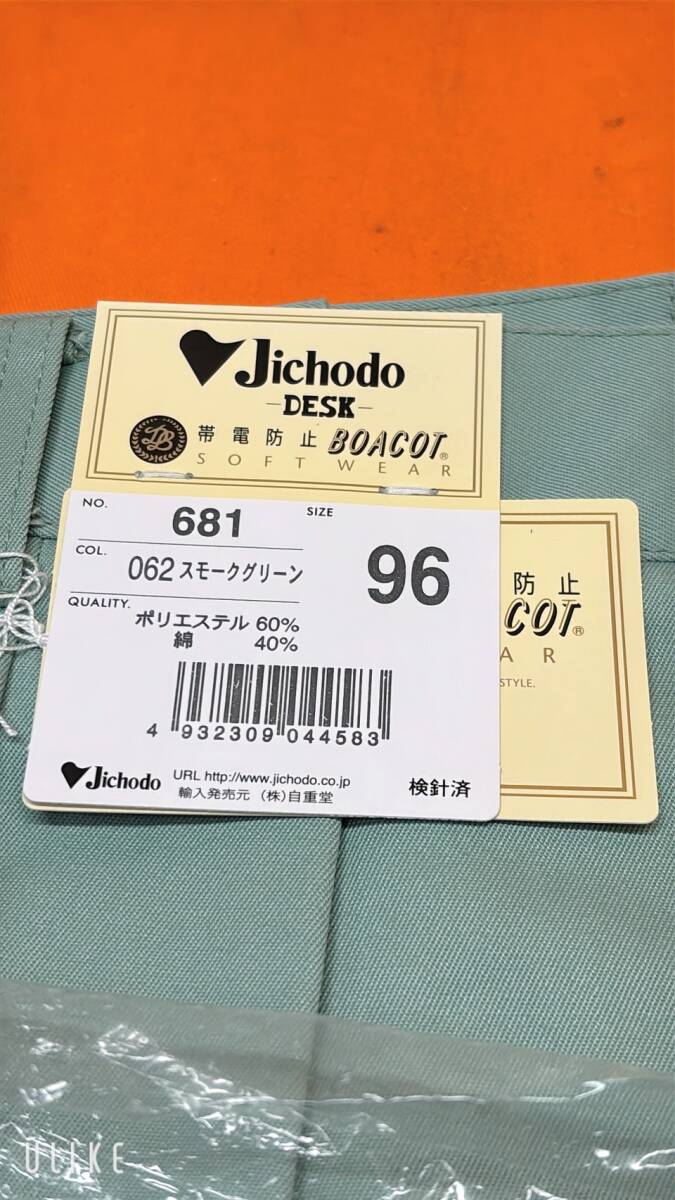 Jichodo
-DESK-
DB
帯電防止 BOACOT®
SOFT WEAR
NO.
681
SIZE
96
COL.
062 スモークグリーン
QUALITY.
ポリエステル 60%
綿 40%
4 932309 044583
Jichodo
URL http://www.jichodo.co.jp
輸入発売元 (株)自重堂
検針済
防止
COT®
AR
STYLE.
ULIKE